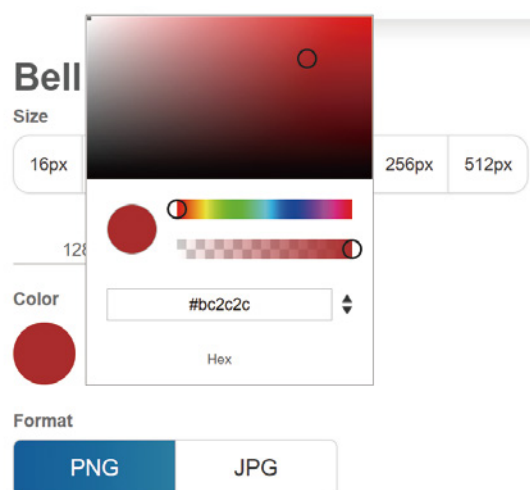 Bell
Size
16px
256px
512px
128
#bc2c2c
Color
Hex
Format
PNG
JPG